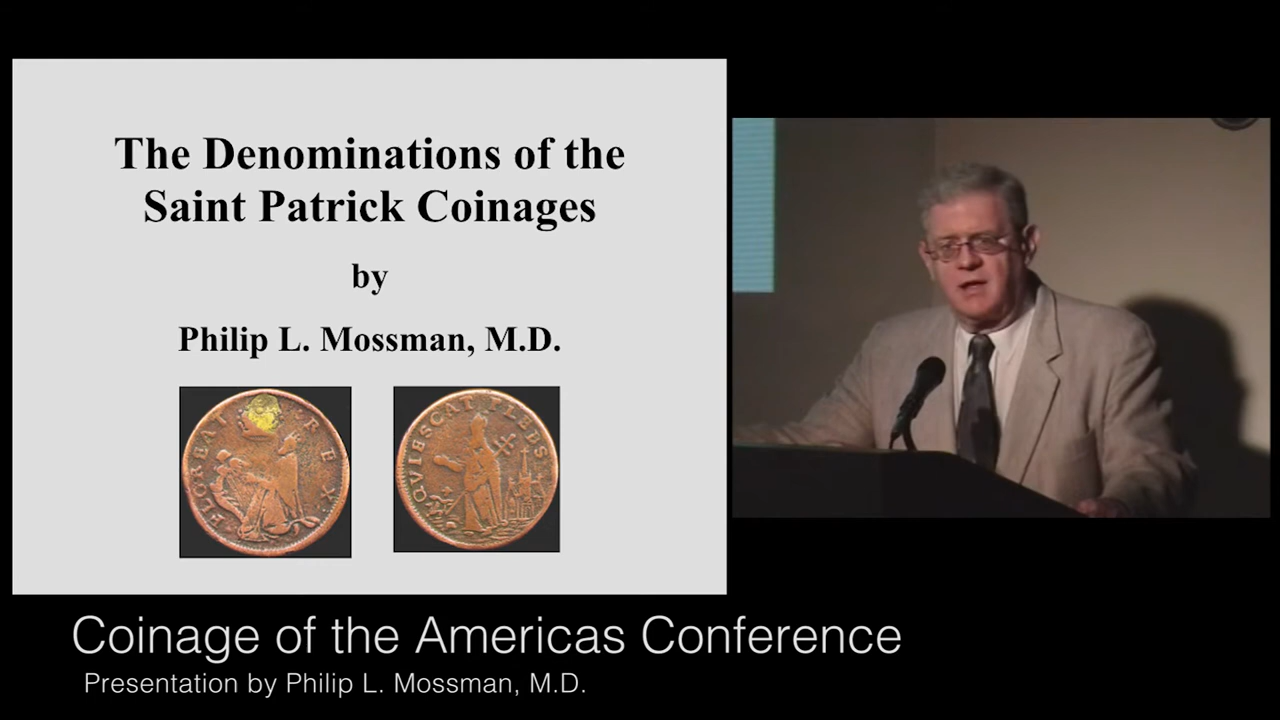 The Denominations of the
Saint Patrick Coinages
by
Philip L. Mossman, M.D.
FLOREAT REX
QVIESCAT PLEBS
Coinage of the Americas Conference
Presentation by Philip L. Mossman, M.D.